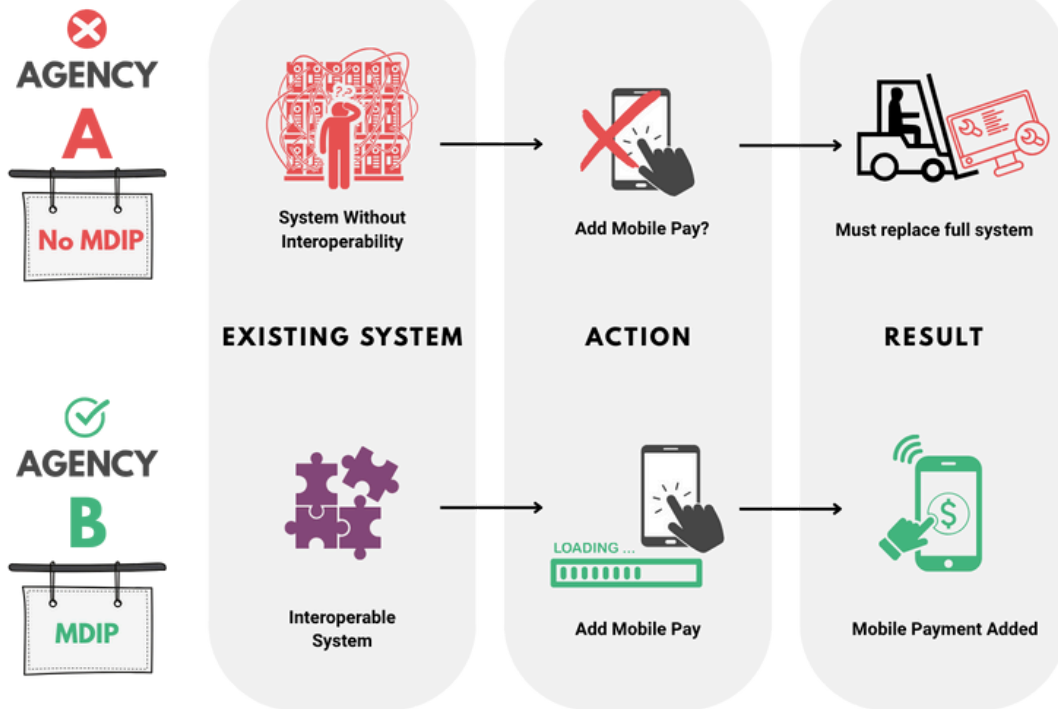 AGENCY
A
No MDIP
??
System Without
Interoperability
Add Mobile Pay?
Must replace full system
EXISTING SYSTEM
ACTION
RESULT
AGENCY
B
MDIP
Interoperable
System
LOADING ...
Add Mobile Pay
$
Mobile Payment Added